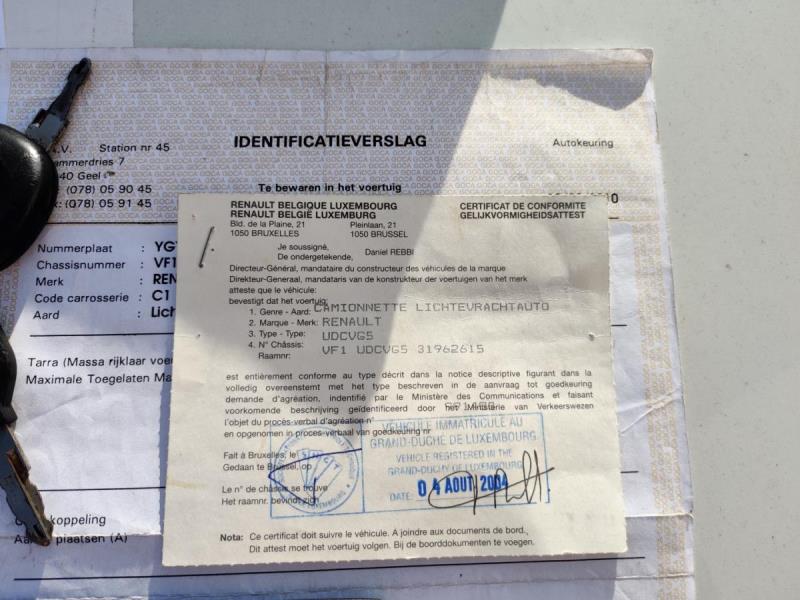 IDENTIFICATIEVERSLAG
Autokeuring
Station nr 45
Geel
(078) 05 90 45
(078) 05 91 45
Te bewaren in het voertuig
Nummerplaat :
Chassisnummer : VF1
Merk :
Code carrosserie : C1
Aard :
Tarra (Massa rijklaar
Maximale Toegelaten
plaatsen (A)
RENAULT BELGIQUE LUXEMBOURG
RENAULT BELGIË LUXEMBURG
Bld. de la Plaine, 21 Pleinlaan, 21
1050 BRUXELLES 1050 BRUSSEL
CERTIFICAT DE CONFORMITE
GELIJKVORMIGHEIDSATTEST
Je soussigné,
De ondergetekende, Daniel REBBI
Directeur-Général, mandataire du constructeur des véhicules de la marque
Direkteur-Generaal, mandataris van de konstrukteur der voertuigen van het merk
atteste que le véhicule:
bevestigt dat het voertuig:
1. Genre - Aard: CAMIONNETTE LICHTEVRACHTAUTO
2. Marque - Merk: RENAULT
3. Type - Type: UDCVG5
4. N° Châssis:
Raamnr: VF1 UDCVG5 31962615
est entièrement conforme au type décrit dans la notice descriptive figurant dans la
volledig overeenstemt met het type beschreven in de aanvraag tot goedkeuring
demande d'agréation, indentifié par le Ministère des Communications et faisant
voorkomende beschrijving geïdentificeerd door het Ministerie van Verkeerswezen
l'objet du procès-verbal d'agréation n°
en opgenomen in proces-verbaal van goedkeuring nr
Fait à Bruxelles, le
Gedaan te Brussel, op
Le n° de châssis se trouve
Het raamnr. bevindt zich
VÉHICULE IMMATRICULÉ AU
GRAND-DUCHÉ DE LUXEMBOURG
VEHICLE REGISTERED IN THE
GRAND-DUCHY OF LUXEMBOURG
DATE: 04 AOUT 2004
Nota: Ce certificat doit suivre le véhicule. A joindre aux documents de bord.
Dit attest moet het voertuig volgen. Bij de boorddokumenten te voegen.